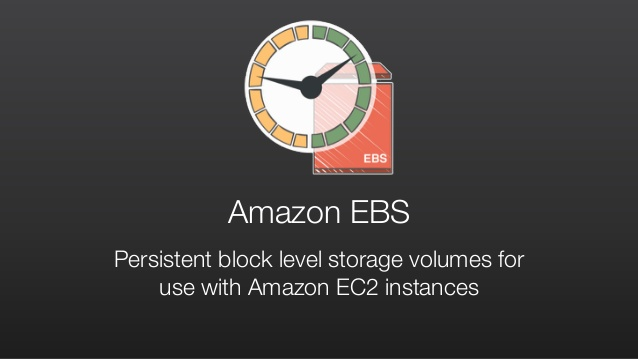 EBS
Amazon EBS
Persistent block level storage volumes for
use with Amazon EC2 instances